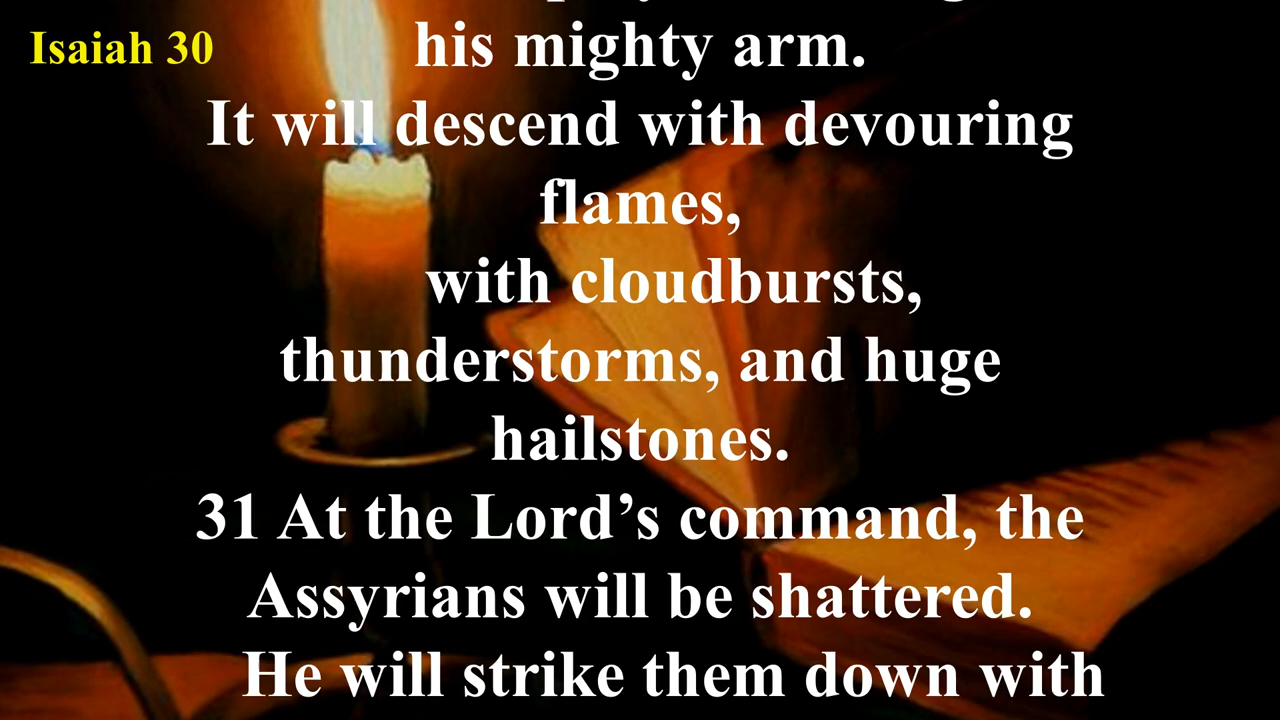 Isaiah 30
his mighty arm.
It will descend with devouring
flames,
with cloudbursts,
thunderstorms, and huge
hailstones.
31 At the Lord’s command, the
Assyrians will be shattered.
He will strike them down with